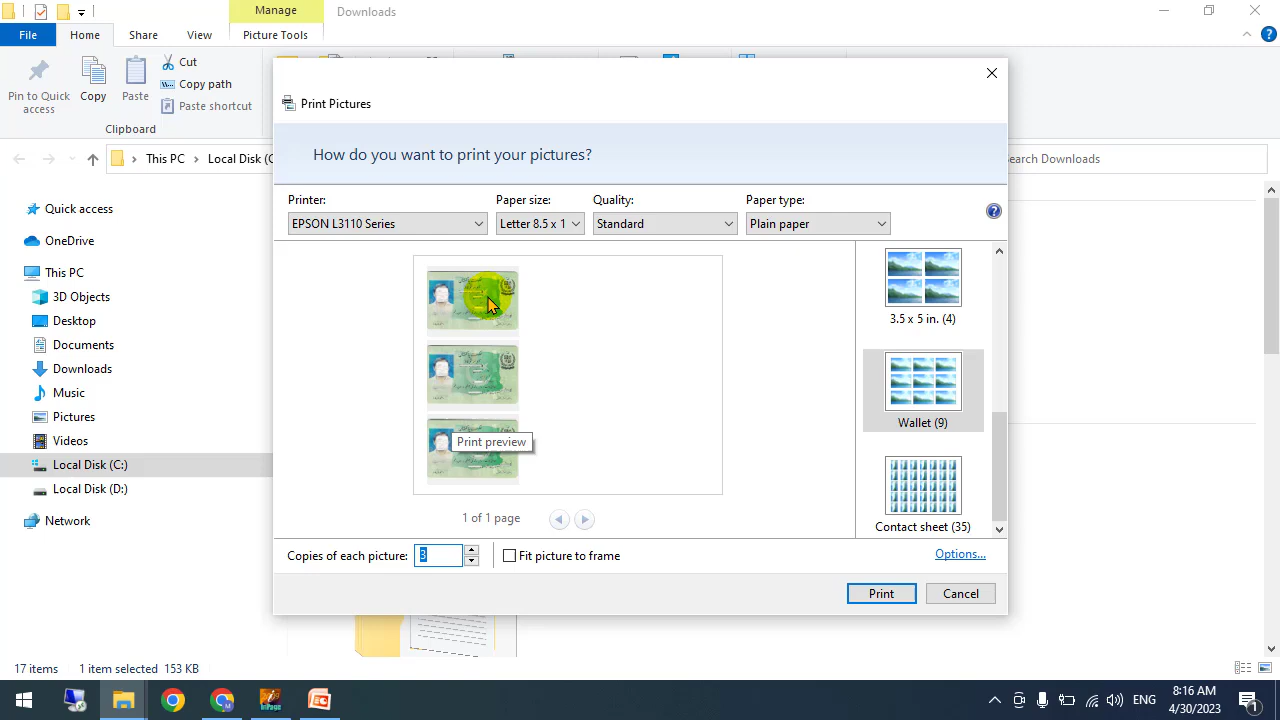 Manage
Downloads
File
Home
Share
View
Picture Tools
Pin to Quick access
Copy
Paste
Cut
Copy path
Paste shortcut
Clipboard
Print Pictures
How do you want to print your pictures?
Printer:
Paper size:
Quality:
Paper type:
EPSON L3110 Series
Letter 8.5 x 1
Standard
Plain paper
This PC
Local Disk (C
Search Downloads
Quick access
OneDrive
This PC
3D Objects
Desktop
Documents
Downloads
Music
Pictures
Videos
Local Disk (C:)
Local Disk (D:)
Network
Print preview
3.5 x 5 in. (4)
Wallet (9)
Contact sheet (35)
1 of 1 page
Copies of each picture:
3
Fit picture to frame
Options...
Print
Cancel
17 items
1 item selected 153 KB
ENG
8:16 AM
4/30/2023
1